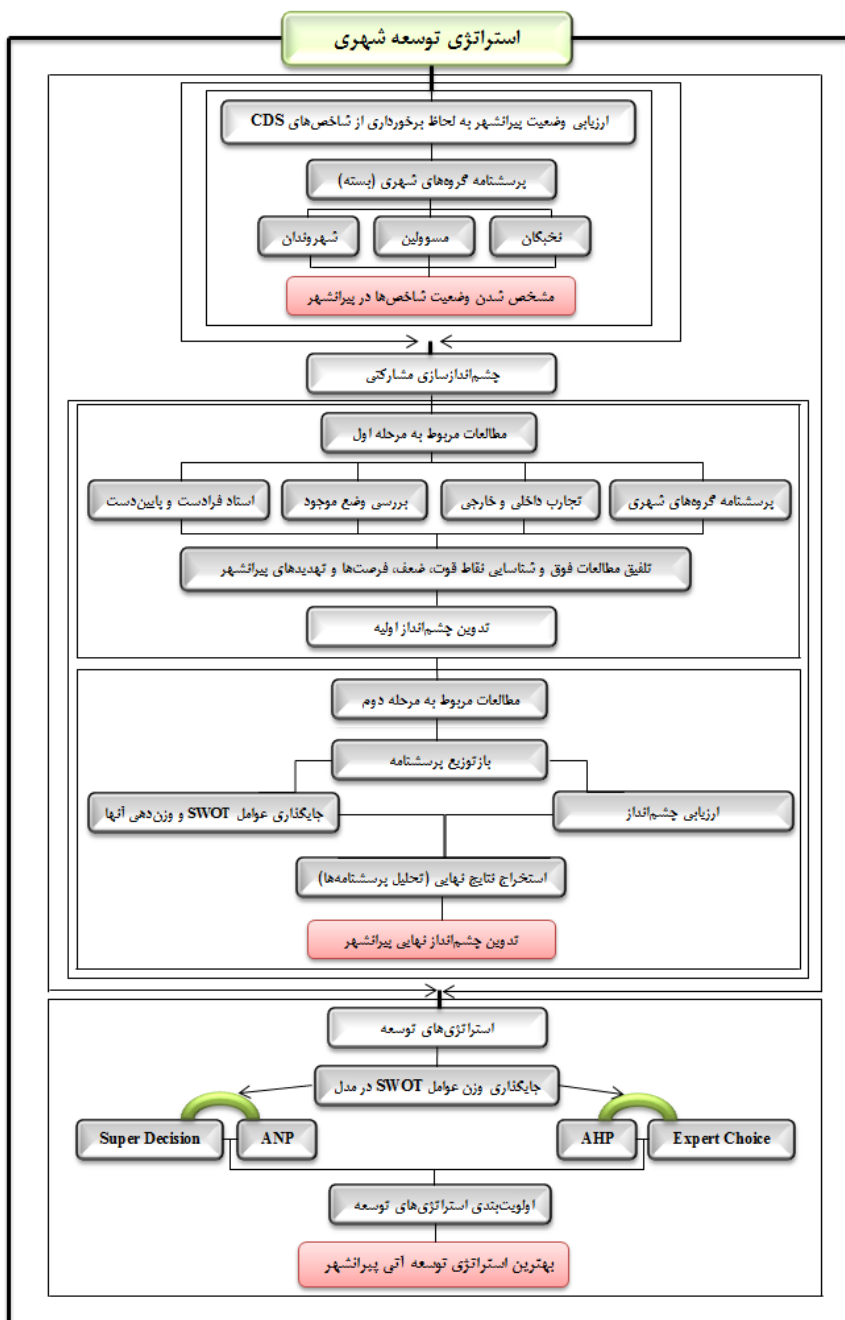 استراتژی توسعه شهری
ارزیابی وضعیت پیرانشهر به لحاظ برخورداری از شاخص‌های CDS
پرسشنامه گروه‌های شهری (بسته)
نخبگان
مسوولین
شهروندان
مشخص شدن وضعیت شاخص‌ها در پیرانشهر
چشم‌اندازسازی مشارکتی
مطالعات مربوط به مرحله اول
پرسشنامه گروه‌های شهری
تجارب داخلی و خارجی
بررسی وضع موجود
اسناد فرادست و پایین‌دست
تلفیق مطالعات فوق و شناسایی نقاط قوت، ضعف، فرصت‌ها و تهدیدهای پیرانشهر
تدوین چشم‌انداز اولیه
مطالعات مربوط به مرحله دوم
بازتوزیع پرسشنامه
ارزیابی چشم‌انداز
جایگذاری عوامل SWOT و وزن‌دهی آنها
استخراج نتایج نهایی (تحلیل پرسشنامه‌ها)
تدوین چشم‌انداز نهایی پیرانشهر
استراتژی‌های توسعه
جایگذاری وزن عوامل SWOT در مدل
Expert Choice
AHP
ANP
Super Decision
اولویت‌بندی استراتژی‌های توسعه
بهترین استراتژی توسعه آتی پیرانشهر